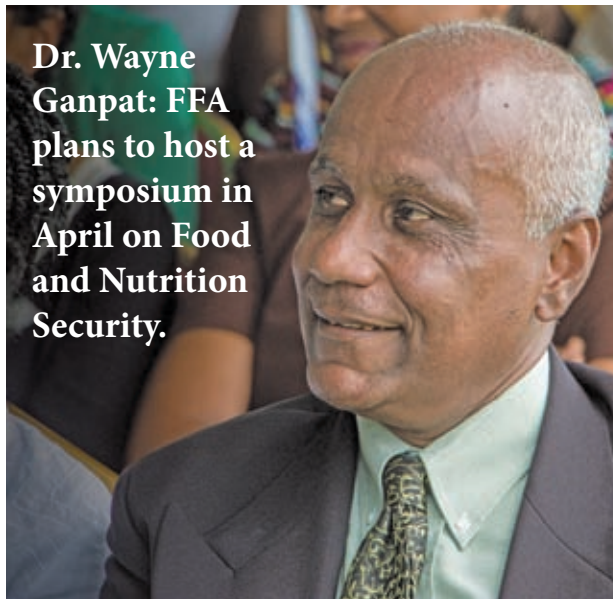 Dr. Wayne
Ganpat: FFA
plans to host a
symposium in
April on Food
and Nutrition
Security.